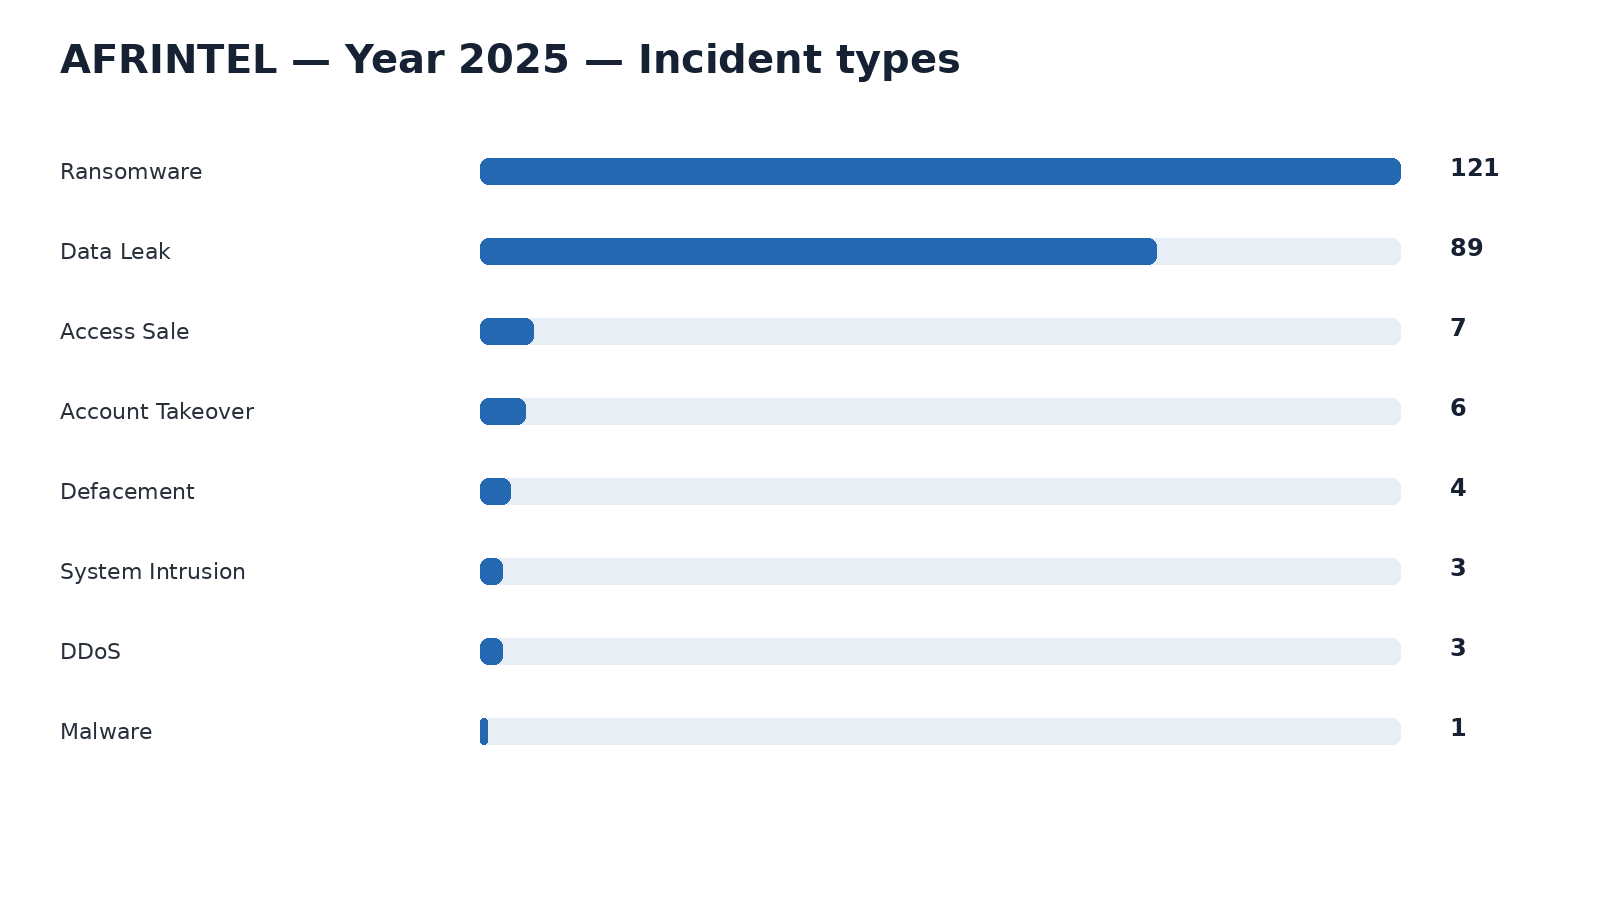 AFRINTEL — Year 2025 — Incident types
Ransomware 121
Data Leak 89
Access Sale 7
Account Takeover 6
Defacement 4
System Intrusion 3
DDoS 3
Malware 1